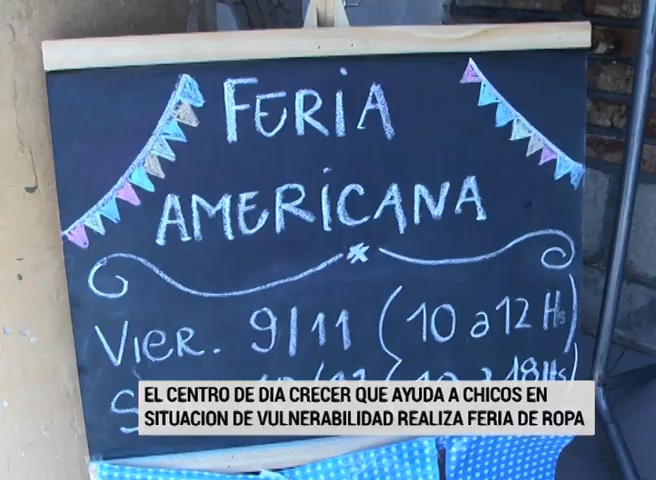 FERIA
AMERICANA
VIER. 9/11 (10 a 12 Hs)
EL CENTRO DE DIA CRECER QUE AYUDA A CHICOS EN
SITUACION DE VULNERABILIDAD REALIZA FERIA DE ROPA